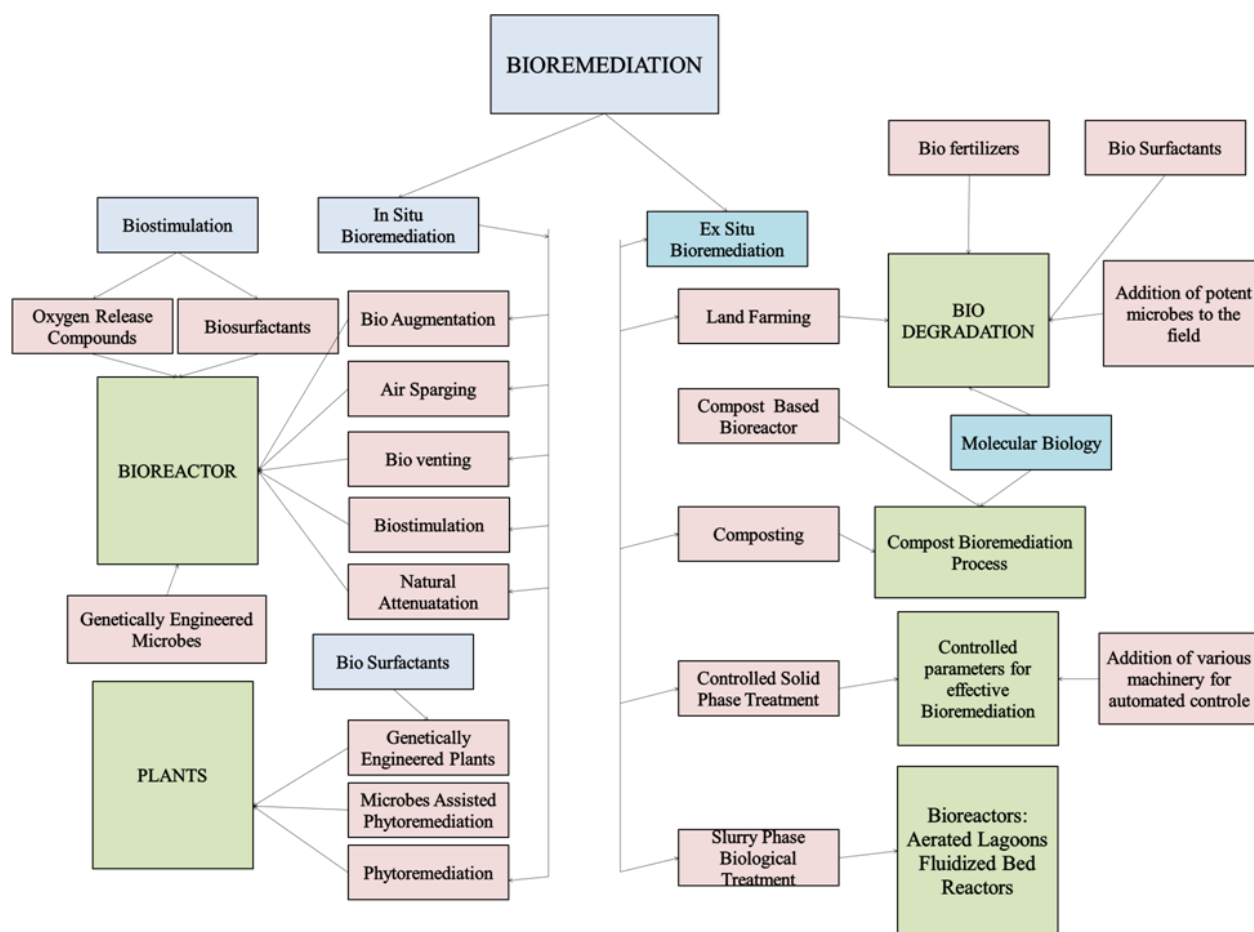 BIOREMEDIATION
Bio fertilizers
Bio Surfactants
Biostimulation
In Situ
Bioremediation
Ex Situ
Bioremediation
Oxygen Release
Compounds
Biosurfactants
Bio Augmentation
Land Farming
BIO
DEGRADATION
Addition of potent
microbes to the
field
Air Sparging
Compost Based
Bioreactor
Molecular Biology
BIOREACTOR
Bio venting
Biostimulation
Composting
Compost Bioremediation
Process
Natural
Attenuatation
Genetically Engineered
Microbes
Bio Surfactants
Controlled Solid
Phase Treatment
Controlled
parameters for
effective
Bioremediation
Addition of various
machinery for
automated controle
PLANTS
Genetically
Engineered Plants
Microbes Assisted
Phytoremediation
Phytoremediation
Slurry Phase
Biological
Treatment
Bioreactors:
Aerated Lagoons
Fluidized Bed
Reactors